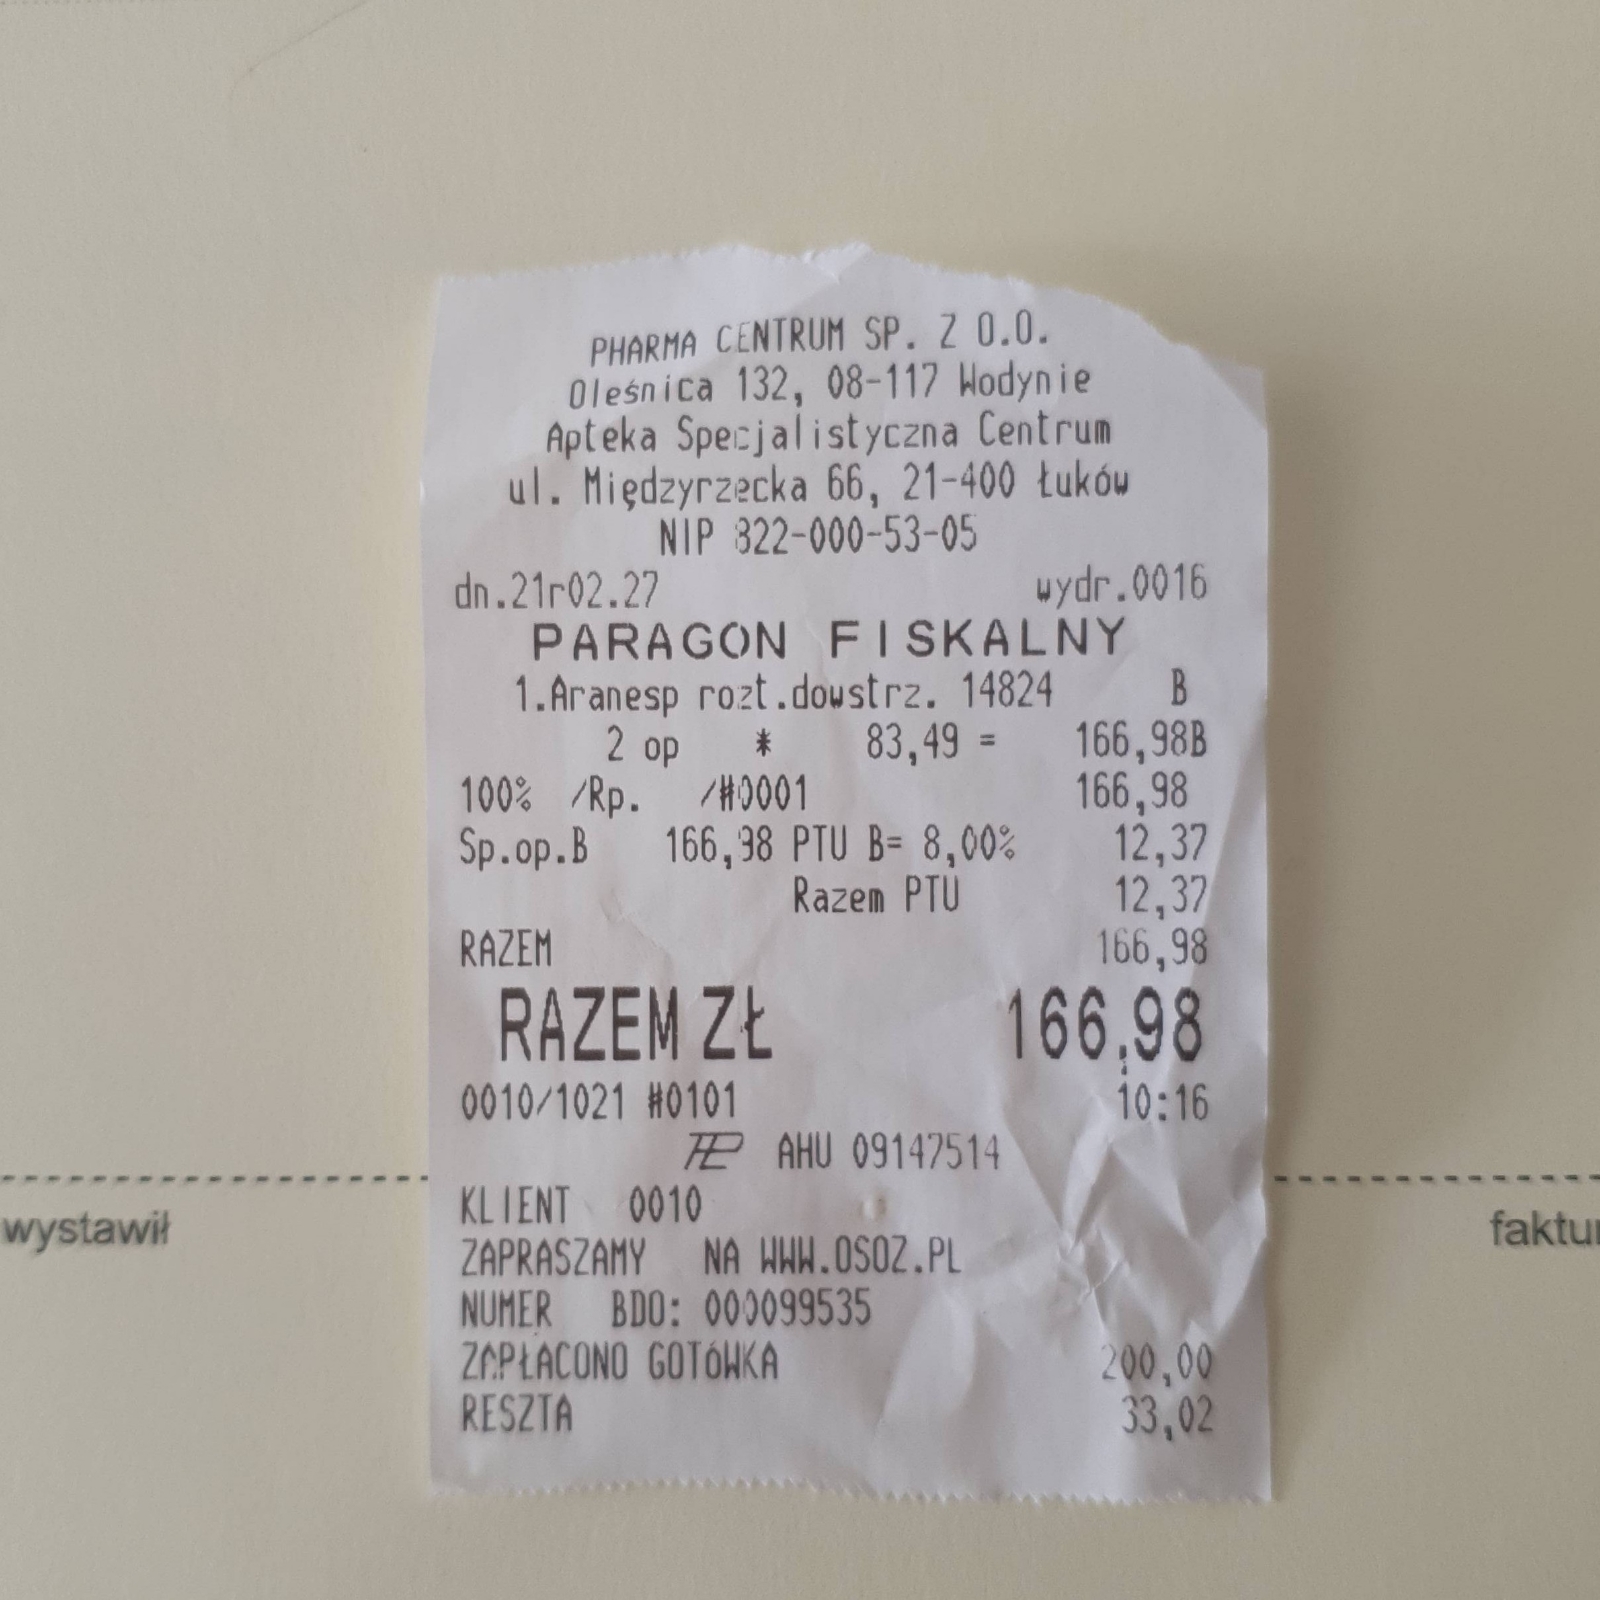 PHARMA CENTRUM SP. Z O.O.
Oleśnica 132, 08-117 Wodynie
Apteka Specjalistyczna Centrum
ul. Międzyrzecka 66, 21-400 Łuków
NIP 822-000-53-05
dn.21r02.27 wydr.0016
PARAGON FISKALNY
1.Aranesp rozt.dowstrz. 14824 B
2 op * 83,49 = 166,98B
100% /Rp. /#0001 166,98
Sp.op.B 166,98 PTU B= 8,00% 12,37
Razem PTU 12,37
RAZEM 166,98
RAZEM ZŁ 166,98
0010/1021 #0101 10:16
AHU 09147514
KLIENT 0010
ZAPRASZAMY NA WWW.OSOZ.PL
NUMER BDO: 000099535
ZAPŁACONO GOTóWKA 200,00
RESZTA 33,02
wystawił